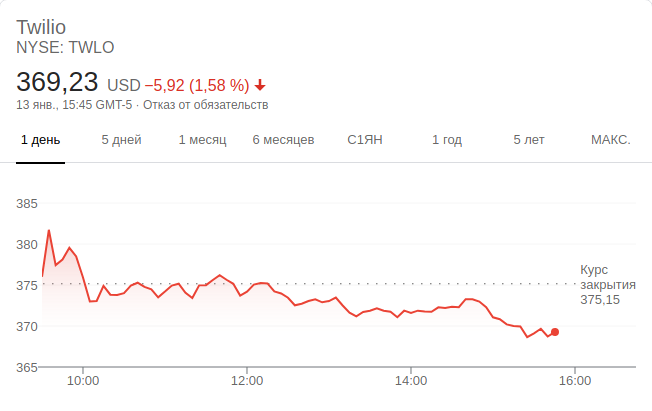 Twilio
NYSE: TWLO
369,23 USD −5,92 (1,58 %)
13 янв., 15:45 GMT-5 · Отказ от обязательств
1 день 5 дней 1 месяц 6 месяцев С1ЯН 1 год 5 лет МАКС.
385
380
375
370
365
Курс
закрытия
375,15
10:00 12:00 14:00 16:00